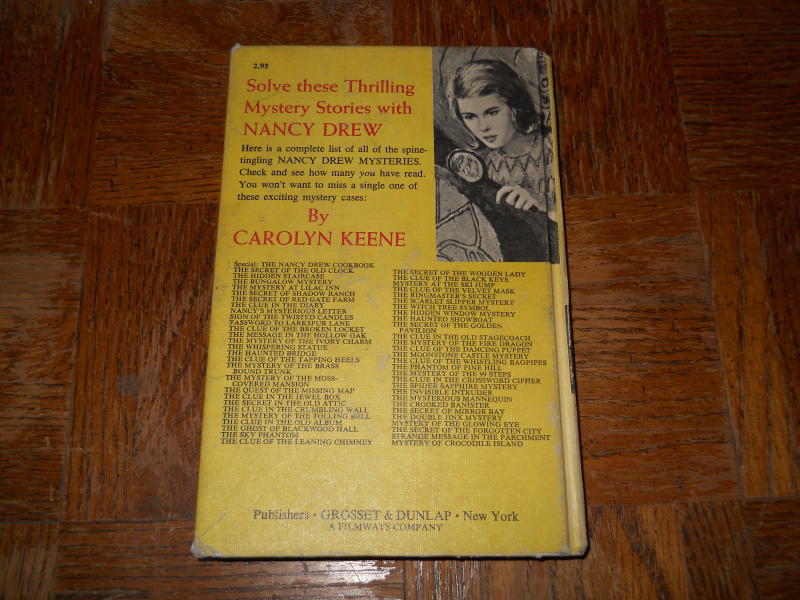 2.95
Solve these Thrilling
Mystery Stories with
NANCY DREW
Here is a complete list of all of the spine-
tingling NANCY DREW MYSTERIES.
Check and see how many you have read.
You won't want to miss a single one of
these exciting mystery cases:
By
CAROLYN KEENE
Special: THE NANCY DREW COOKBOOK
THE SECRET OF THE OLD CLOCK
THE HIDDEN STAIRCASE
THE BUNGALOW MYSTERY
THE MYSTERY AT LILAC INN
THE SECRET OF SHADOW RANCH
THE SECRET OF RED GATE FARM
THE CLUE IN THE DIARY
NANCY'S MYSTERIOUS LETTER
SIGN OF THE TWISTED CANDLES
PASSWORD TO LARKSPUR LANE
THE CLUE OF THE BROKEN LOCKET
THE MESSAGE IN THE HOLLOW OAK
THE MYSTERY OF THE IVORY CHARM
THE WHISPERING STATUE
THE HAUNTED BRIDGE
THE CLUE OF THE TAPPING HEELS
THE MYSTERY OF THE BRASS
BOUND TRUNK
THE MYSTERY OF THE MOSS-
COVERED MANSION
THE QUEST OF THE MISSING MAP
THE CLUE IN THE JEWEL BOX
THE SECRET IN THE OLD ATTIC
THE CLUE IN THE CRUMBLING WALL
THE MYSTERY OF THE TOLLING BELL
THE CLUE IN THE OLD ALBUM
THE GHOST OF BLACKWOOD HALL
THE SKY PHANTOM
THE CLUE OF THE LEANING CHIMNEY
THE SECRET OF THE WOODEN LADY
THE CLUE OF THE BLACK KEYS
MYSTERY AT THE SKI JUMP
THE CLUE OF THE VELVET MASK
THE RINGMASTER'S SECRET
THE SCARLET SLIPPER MYSTERY
THE WITCH TREE SYMBOL
THE HIDDEN WINDOW MYSTERY
THE HAUNTED SHOWBOAT
THE SECRET OF THE GOLDEN
PAVILION
THE CLUE IN THE OLD STAGECOACH
THE MYSTERY OF THE FIRE DRAGON
THE CLUE OF THE DANCING PUPPET
THE MOONSTONE CASTLE MYSTERY
THE CLUE OF THE WHISTLING BAGPIPES
THE PHANTOM OF PINE HILL
THE MYSTERY OF THE 99 STEPS
THE CLUE IN THE CROSSWORD CIPHER
THE SPIDER SAPPHIRE MYSTERY
THE INVISIBLE INTRUDER
THE MYSTERIOUS MANNEQUIN
THE CROOKED BANISTER
THE SECRET OF MIRROR BAY
THE DOUBLE JINX MYSTERY
MYSTERY OF THE GLOWING EYE
THE SECRET OF THE FORGOTTEN CITY
STRANGE MESSAGE IN THE PARCHMENT
MYSTERY OF CROCODILE ISLAND
Publishers • GROSSET & DUNLAP • New York
A FILMWAYS COMPANY